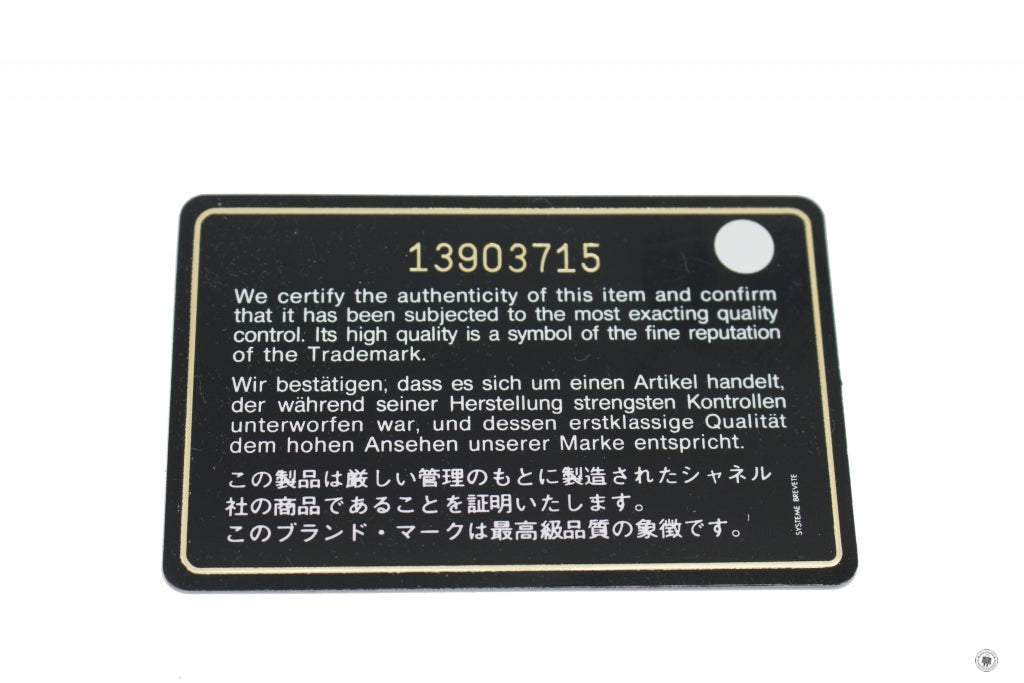 13903715
We certify the authenticity of this item and confirm
that it has been subjected to the most exacting quality
control. Its high quality is a symbol of the fine reputation
of the Trademark.
Wir bestätigen, dass es sich um einen Artikel handelt,
der während seiner Herstellung strengsten Kontrollen
unterworfen war, und dessen erstklassige Qualität
dem hohen Ansehen unserer Marke entspricht.
この製品は厳しい管理のもとに製造されたシャネル
社の商品であることを証明いたします。
このブランド・マークは最高級品質の象徴です。
SYSTEME BREVETE